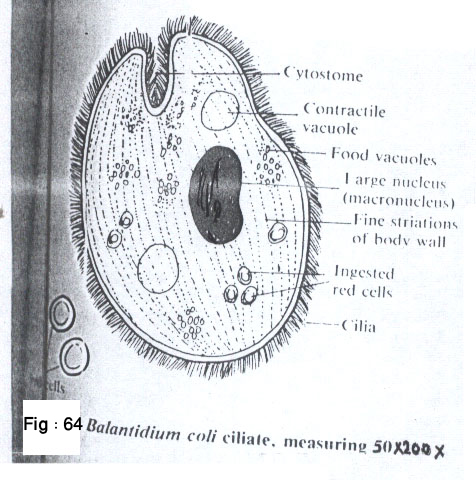 Cytostome
Contractile
vacuole
Food vacuoles
Large nucleus
(macronucleus)
Fine striations
of body wall
Ingested
red cells
Cilia
cells
Fig : 64 Balantidium coli ciliate, measuring 50X200X